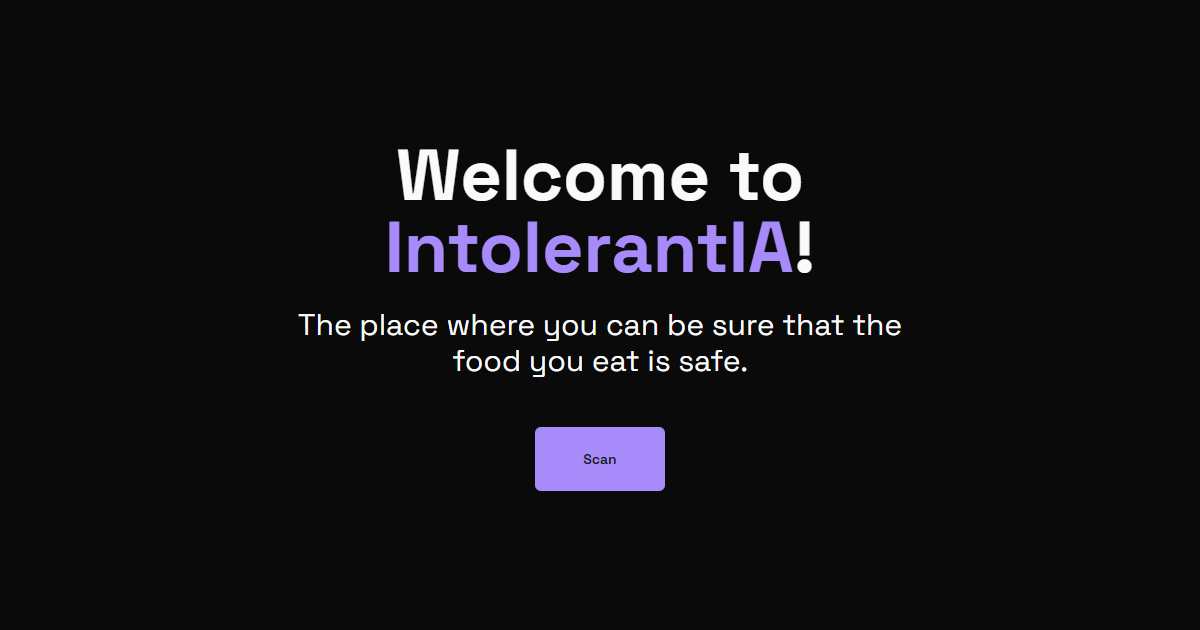 Welcome to
IntolerantIA!
The place where you can be sure that the
food you eat is safe.
Scan